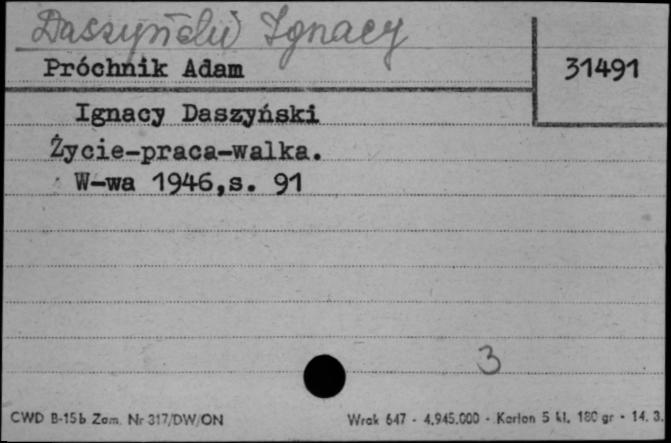 Daszyński Ignacy
Próchnik Adam
31491
Ignacy Daszyński
Życie-praca-walka.
W-wa 1946,s. 91
3
CWD B-15b Zam. Nr 317/DW/ON
Wrak 647 - 4.945.000 - Karton 5 kl. 180 gr - 14. 3.